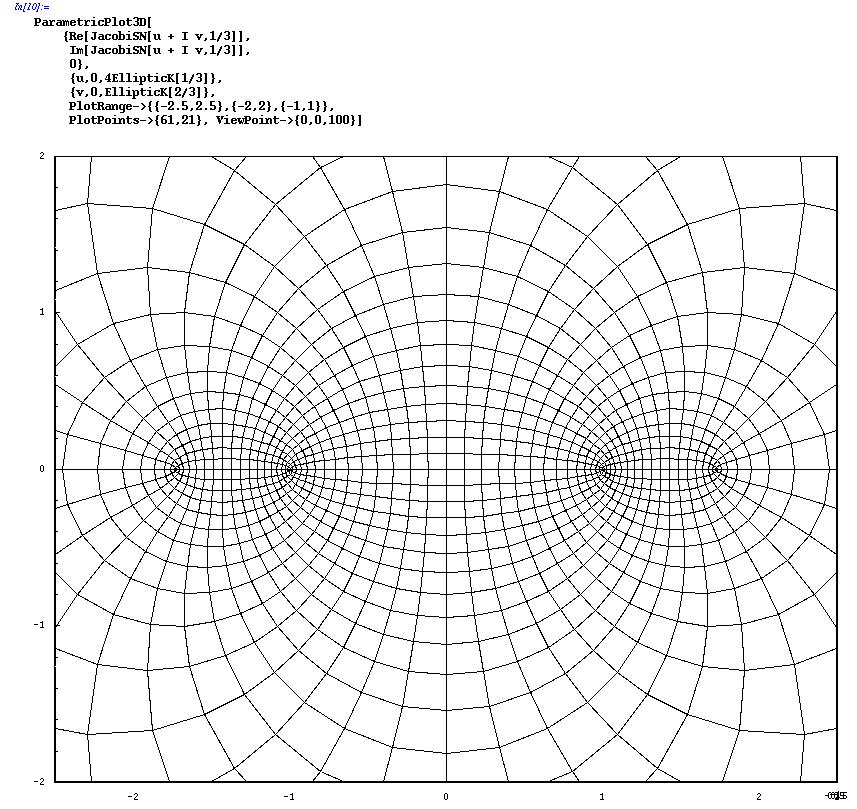 In[10]:=
ParametricPlot3D[
{Re[JacobiSN[u + I v,1/3]],
Im[JacobiSN[u + I v,1/3]],
0},
{u,0,4EllipticK[1/3]},
{v,0,EllipticK[2/3]},
PlotRange->{{-2.5,2.5},{-2,2},{-1,1}},
PlotPoints->{61,21}, ViewPoint->{0,0,100}]
2
1
0
-1
-2
-2 -1 0 1 2